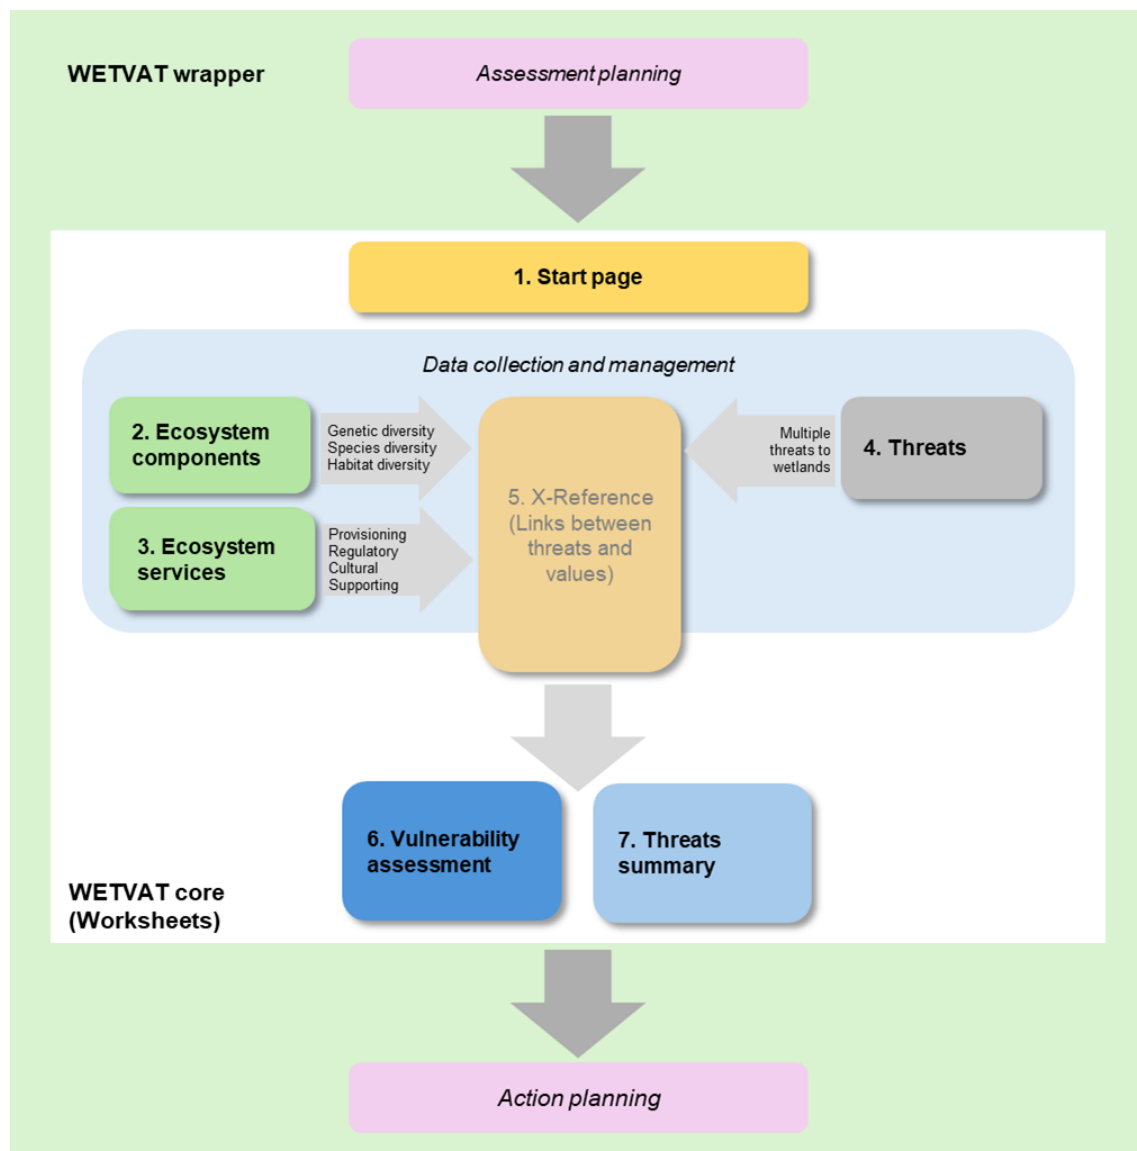 WETVAT wrapper
Assessment planning
1. Start page
Data collection and management
2. Ecosystem
components
Genetic diversity
Species diversity
Habitat diversity
3. Ecosystem
services
Provisioning
Regulatory
Cultural
Supporting
5. X-Reference
(Links between
threats and
values)
Multiple
threats to
wetlands
4. Threats
6. Vulnerability
assessment
7. Threats
summary
WETVAT core
(Worksheets)
Action planning